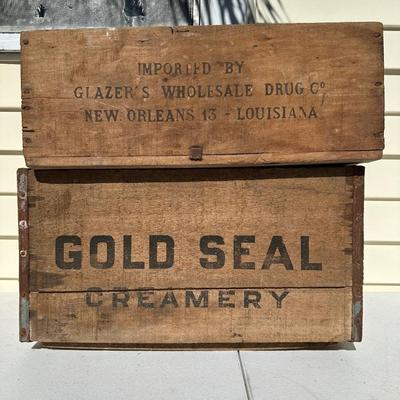 IMPORTED BY
GLAZER'S WHOLESALE DRUG CO
NEW ORLEANS 13 - LOUISIANA
GOLD SEAL
CREAMERY